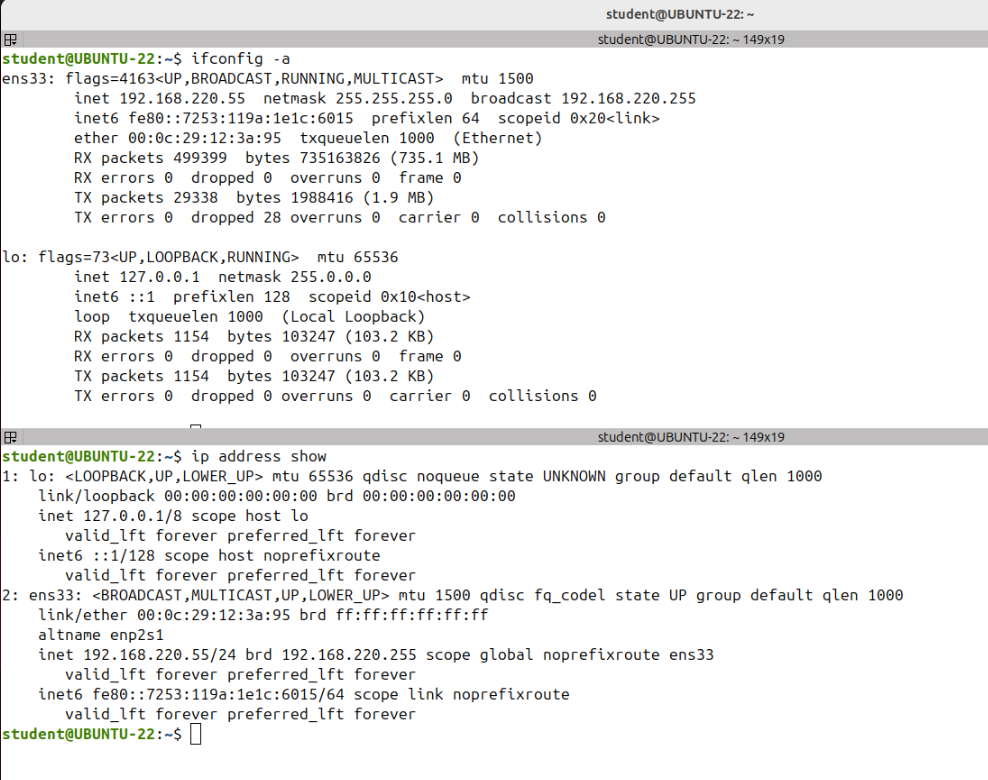 student@UBUNTU-22: ~
student@UBUNTU-22: ~ 149x19
student@UBUNTU-22:~$ ifconfig -a
ens33: flags=4163<UP,BROADCAST,RUNNING,MULTICAST>  mtu 1500
        inet 192.168.220.55  netmask 255.255.255.0  broadcast 192.168.220.255
        inet6 fe80::7253:119a:1e1c:6015  prefixlen 64  scopeid 0x20<link>
        ether 00:0c:29:12:3a:95  txqueuelen 1000  (Ethernet)
        RX packets 499399  bytes 735163826 (735.1 MB)
        RX errors 0  dropped 0  overruns 0  frame 0
        TX packets 29338  bytes 1988416 (1.9 MB)
        TX errors 0  dropped 28 overruns 0  carrier 0  collisions 0

lo: flags=73<UP,LOOPBACK,RUNNING>  mtu 65536
        inet 127.0.0.1  netmask 255.0.0.0
        inet6 ::1  prefixlen 128  scopeid 0x10<host>
        loop  txqueuelen 1000  (Local Loopback)
        RX packets 1154  bytes 103247 (103.2 KB)
        RX errors 0  dropped 0  overruns 0  frame 0
        TX packets 1154  bytes 103247 (103.2 KB)
        TX errors 0  dropped 0 overruns 0  carrier 0  collisions 0

student@UBUNTU-22: ~ 149x19
student@UBUNTU-22:~$ ip address show
1: lo: <LOOPBACK,UP,LOWER_UP> mtu 65536 qdisc noqueue state UNKNOWN group default qlen 1000
    link/loopback 00:00:00:00:00:00 brd 00:00:00:00:00:00
    inet 127.0.0.1/8 scope host lo
       valid_lft forever preferred_lft forever
    inet6 ::1/128 scope host noprefixroute
       valid_lft forever preferred_lft forever
2: ens33: <BROADCAST,MULTICAST,UP,LOWER_UP> mtu 1500 qdisc fq_codel state UP group default qlen 1000
    link/ether 00:0c:29:12:3a:95 brd ff:ff:ff:ff:ff:ff
    altname enp2s1
    inet 192.168.220.55/24 brd 192.168.220.255 scope global noprefixroute ens33
       valid_lft forever preferred_lft forever
    inet6 fe80::7253:119a:1e1c:6015/64 scope link noprefixroute
       valid_lft forever preferred_lft forever
student@UBUNTU-22:~$